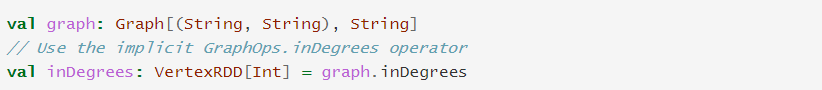 val graph: Graph[(String, String), String]
// Use the implicit GraphOps.inDegrees operator
val inDegrees: VertexRDD[Int] = graph.inDegrees